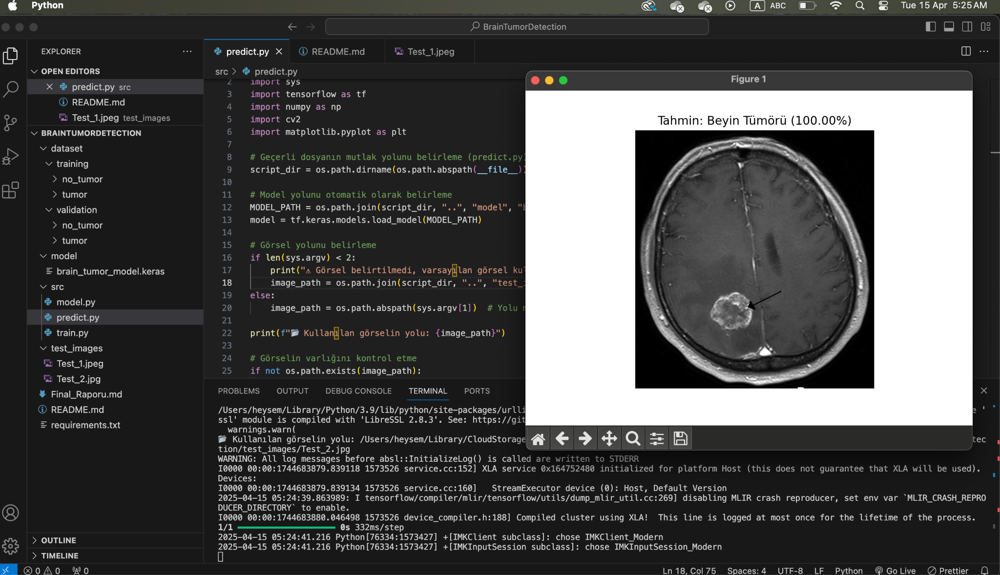 Python
ABC
Tue 15 Apr 5:25 AM
BrainTumorDetection
EXPLORER
OPEN EDITORS
predict.py src
README.md
Test_1.jpeg test_images
BRAINTUMORDETECTION
dataset
training
no_tumor
tumor
validation
no_tumor
tumor
model
brain_tumor_model.keras
src
model.py
predict.py
train.py
test_images
Test_1.jpeg
Test_2.jpg
Final_Raporu.md
README.md
requirements.txt
OUTLINE
TIMELINE
predict.py
README.md
Test_1.jpeg
src > predict.py
2 import sys
3 import tensorflow as tf
4 import numpy as np
5 import cv2
6 import matplotlib.pyplot as plt
7
8 # Geçerli dosyanın mutlak yolunu belirleme (predict.py)
9 script_dir = os.path.dirname(os.path.abspath(__file__))
10
11 # Model yolunu otomatik olarak belirleme
12 MODEL_PATH = os.path.join(script_dir, "..", "model", "b
13 model = tf.keras.models.load_model(MODEL_PATH)
14
15 # Görsel yolunu belirleme
16 if len(sys.argv) < 2:
17 print("⚠ Görsel belirtilmedi, varsayılan görsel kul
18 image_path = os.path.join(script_dir, "..", "test_
19 else:
20 image_path = os.path.abspath(sys.argv[1]) # Yolu
21
22 print(f"📂 Kullanılan görselin yolu: {image_path}")
23
24 # Görselin varlığını kontrol etme
25 if not os.path.exists(image_path):
Figure 1
Tahmin: Beyin Tümörü (100.00%)
PROBLEMS OUTPUT DEBUG CONSOLE TERMINAL PORTS
/Users/heysem/Library/Python/3.9/lib/python/site-packages/urlli
ssl' module is compiled with 'LibreSSL 2.8.3'. See: https://git
warnings.warn(
📂 Kullanılan görselin yolu: /Users/heysem/Library/CloudStorage tec
tion/test_images/Test_2.jpg
WARNING: All log messages before absl::InitializeLog() is called are written to STDERR
I0000 00:00:1744683879.839118 1573526 service.cc:152] XLA service 0x164752480 initialized for platform Host (this does not guarantee that XLA will be used).
Devices:
I0000 00:00:1744683879.839134 1573526 service.cc:160] StreamExecutor device (0): Host, Default Version
2025-04-15 05:24:39.863989: I tensorflow/compiler/mlir/tensorflow/utils/dump_mlir_util.cc:269] disabling MLIR crash reproducer, set env var `MLIR_CRASH_REPRO
DUCER_DIRECTORY` to enable.
I0000 00:00:1744683880.046498 1573526 device_compiler.h:188] Compiled cluster using XLA! This line is logged at most once for the lifetime of the process.
1/1 0s 332ms/step
2025-04-15 05:24:41.216 Python[76334:1573427] +[IMKClient subclass]: chose IMKClient_Modern
2025-04-15 05:24:41.216 Python[76334:1573427] +[IMKInputSession subclass]: chose IMKInputSession_Modern
0 0 0 Ln 18, Col 75 Spaces: 4 UTF-8 LF Python Go Live Prettier